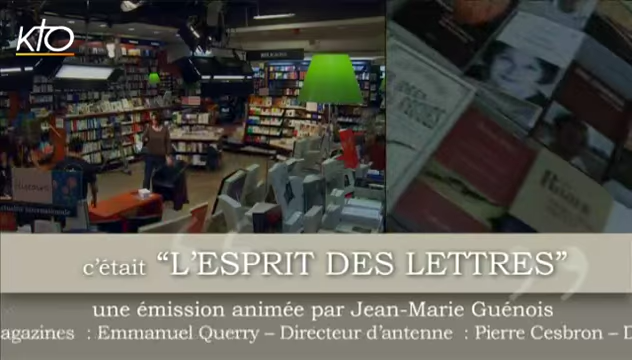 KTO
c'était "L'ESPRIT DES LETTRES"
une émission animée par Jean-Marie Guénois
agazines : Emmanuel Querry – Directeur d'antenne : Pierre Cesbron – D